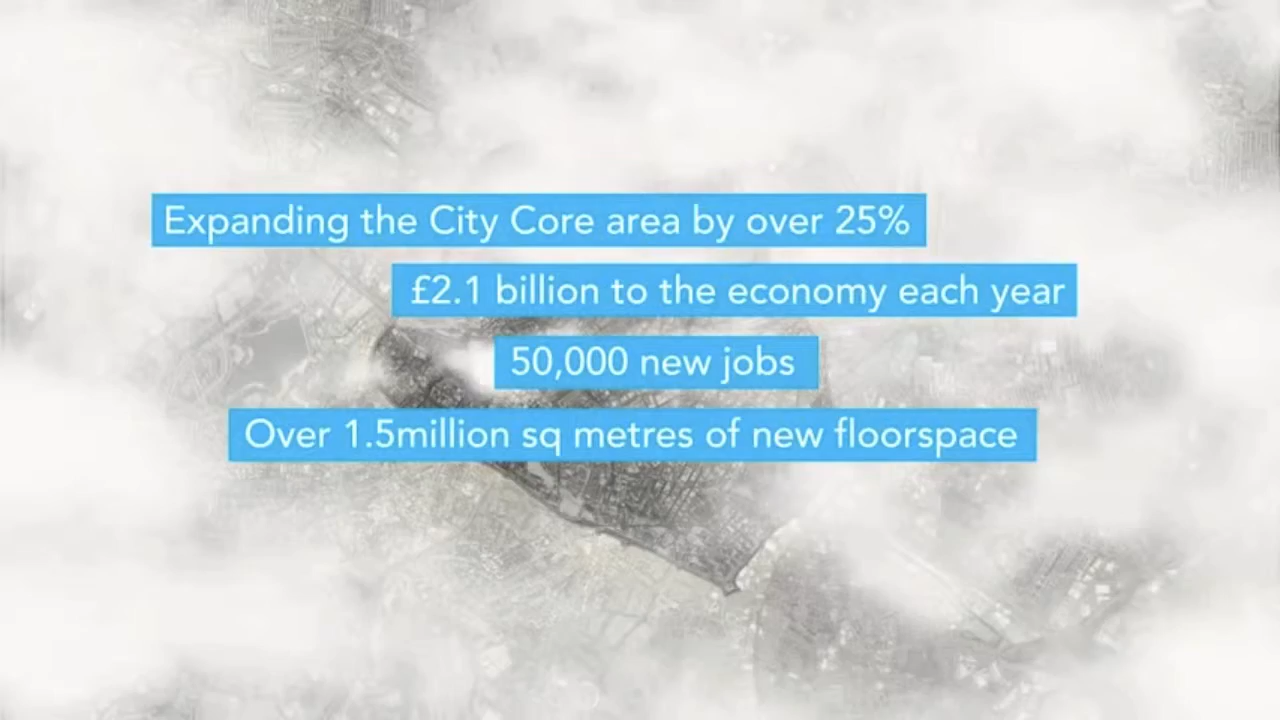 Expanding the City Core area by over 25%
£2.1 billion to the economy each year
50,000 new jobs
Over 1.5million sq metres of new floorspace